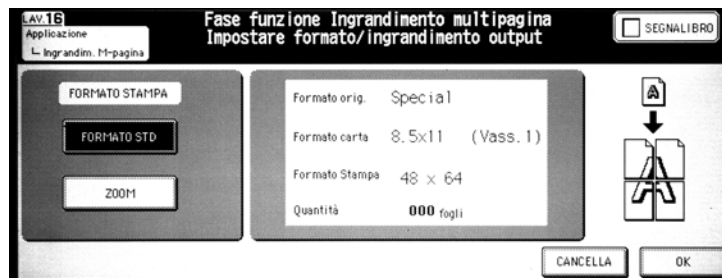 LAV.16
Applicazione
Ingrandim. M-pagina
Fase funzione Ingrandimento multipagina
Impostare formato/ingrandimento output
SEGNALIBRO
FORMATO STAMPA
FORMATO STD
ZOOM
Formato orig. Special
Formato carta 8.5x11 (Vass.1)
Formato Stampa 48 x 64
Quantità 000 fogli
A
A
CANCELLA
OK